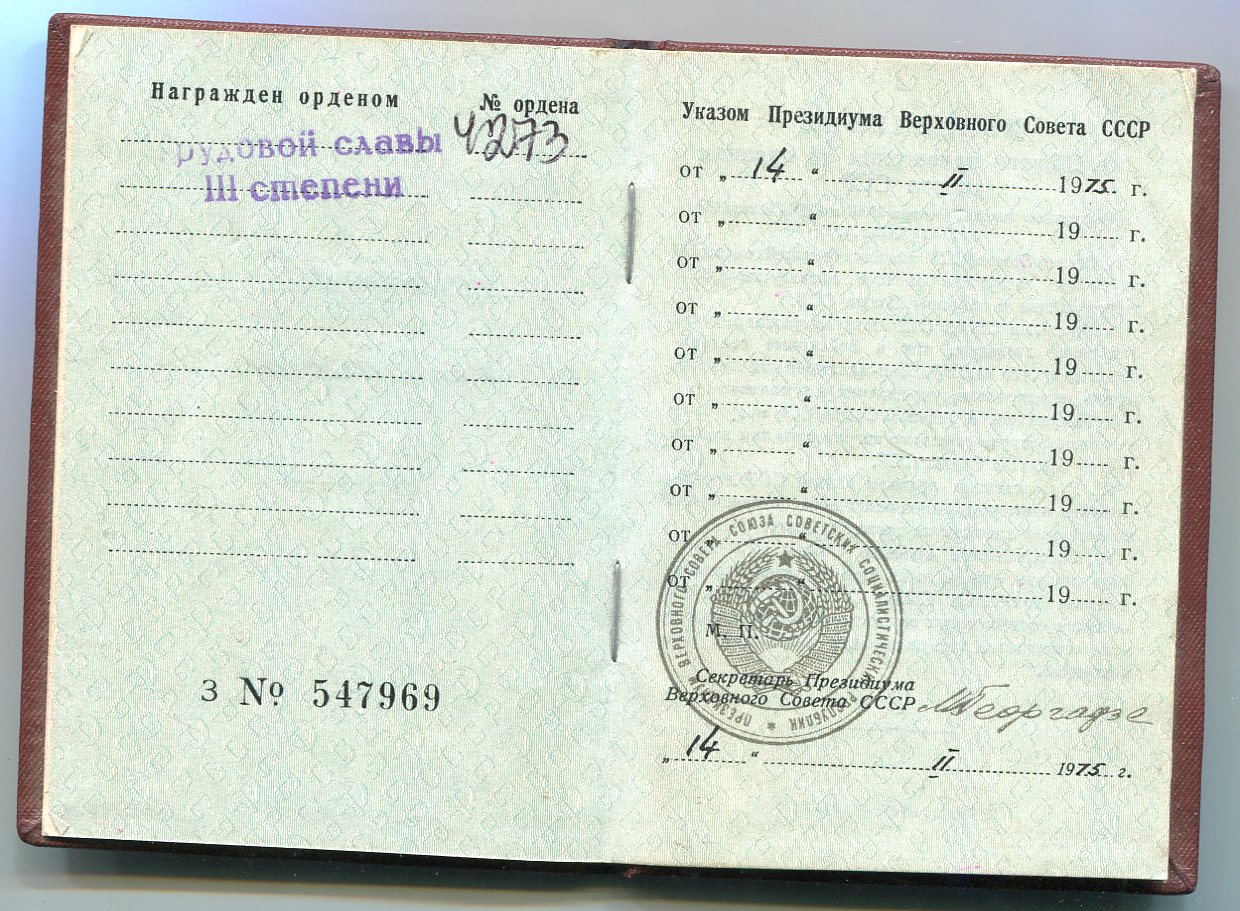 Награжден орденом
№ ордена
Трудовой славы
4273
III степени
З № 547969
Указом Президиума Верховного Совета СССР
от „ 14 “ II 1975 г.
от „ “ 19 г.
от „ “ 19 г.
от „ “ 19 г.
от „ “ 19 г.
от „ “ 19 г.
от „ “ 19 г.
от „ “ 19 г.
от „ “ 19 г.
от „ “ 19 г.
ПРЕЗИДИУМ ВЕРХОВНОГО СОВЕТА СОЮЗА СОВЕТСКИХ СОЦИАЛИСТИЧЕСКИХ РЕСПУБЛИК
М. П.
Секретарь Президиума
Верховного Совета СССР
МГеоргадзе
„ 14 “ II 1975 г.